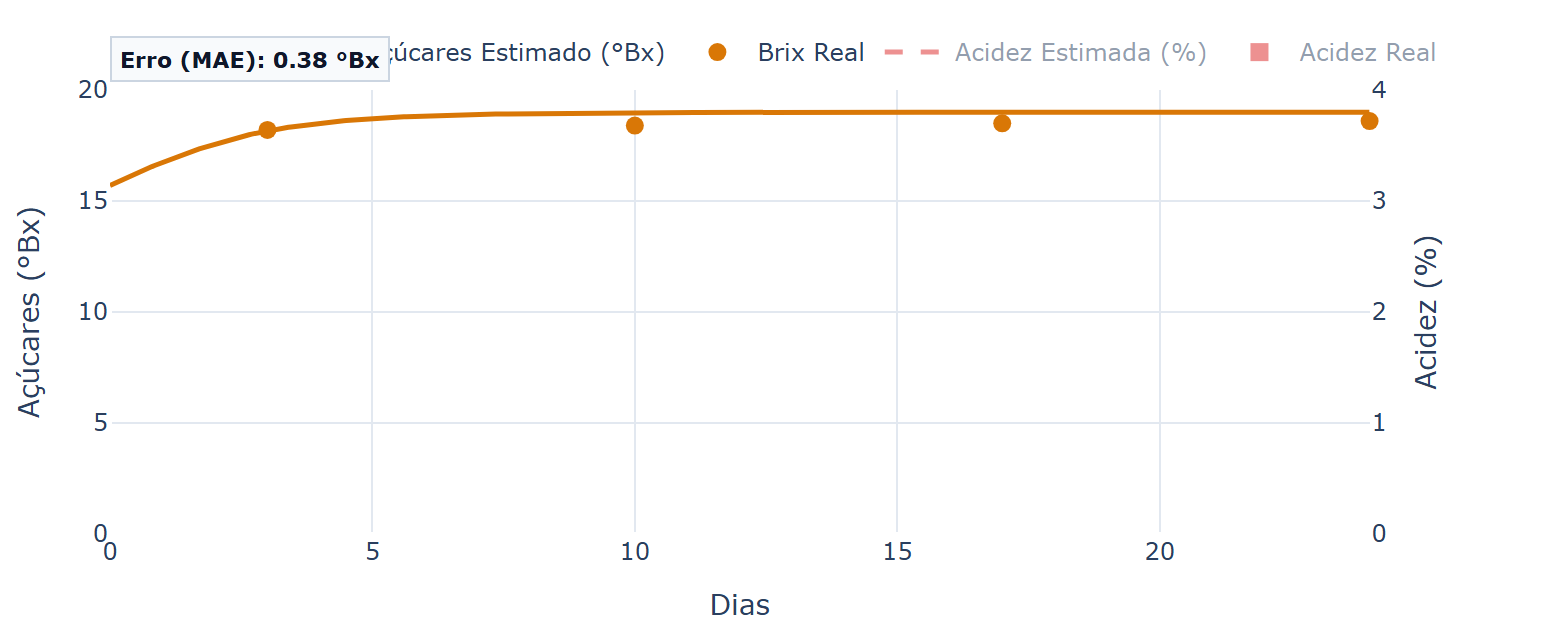 Erro (MAE): 0.38 °Bx
çúcares Estimado (°Bx)
Brix Real
Acidez Estimada (%)
Acidez Real
20
15
10
5
0
Açúcares (°Bx)
4
3
2
1
0
Acidez (%)
0 5 10 15 20
Dias